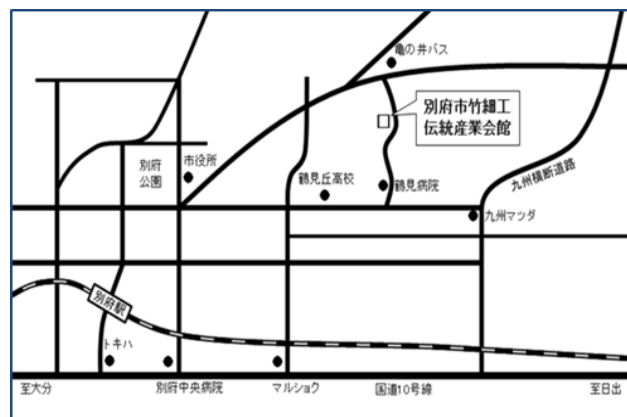 亀の井バス
別府市竹細工
伝統産業会館
別府
公園
市役所
鶴見丘高校
鶴見病院
九州横断道路
九州マツダ
別府駅
トキハ
至大分
別府中央病院
マルショク
国道10号線
至日出